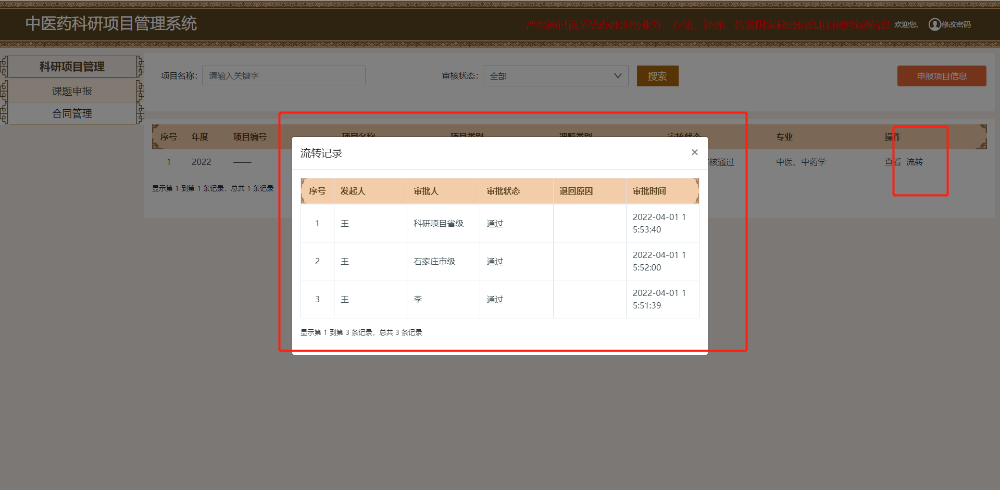 中医药科研项目管理系统
严禁通过该系统办理涉密业务，存储、处理、转发国家秘密信息和重要敏感信息 欢迎您, 修改密码
科研项目管理
课题申报
合同管理
项目名称: 请输入关键字 审核状态: 全部 搜索 申报项目信息
序号 年度 项目编号 项目名称 项目类别 课题类别 审核状态 专业 操作
1 2022 —— 核通过 中医、中药学 查看 流转
显示第 1 到第 1 条记录，总共 1 条记录
流转记录 ×
序号 发起人 审批人 审批状态 退回原因 审批时间
1 王 科研项目省级 通过 2022-04-01 1
5:53:40
2 王 石家庄市级 通过 2022-04-01 1
5:52:00
3 王 李 通过 2022-04-01 1
5:51:39
显示第 1 到第 3 条记录，总共 3 条记录